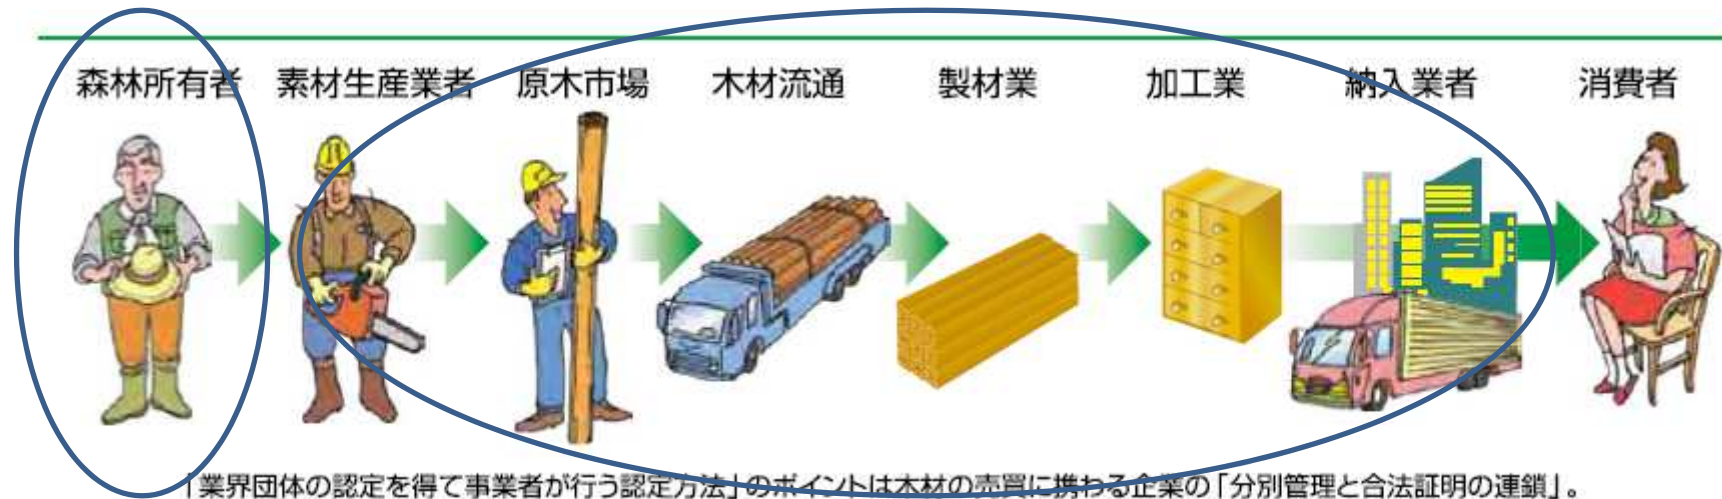 森林所有者 素材生産業者 原木市場 木材流通 製材業 加工業 納入業者 消費者
「業界団体の認定を得て事業者が行う認定方法」のポイントは木材の売買に携わる企業の「分別管理と合法証明の連鎖」。